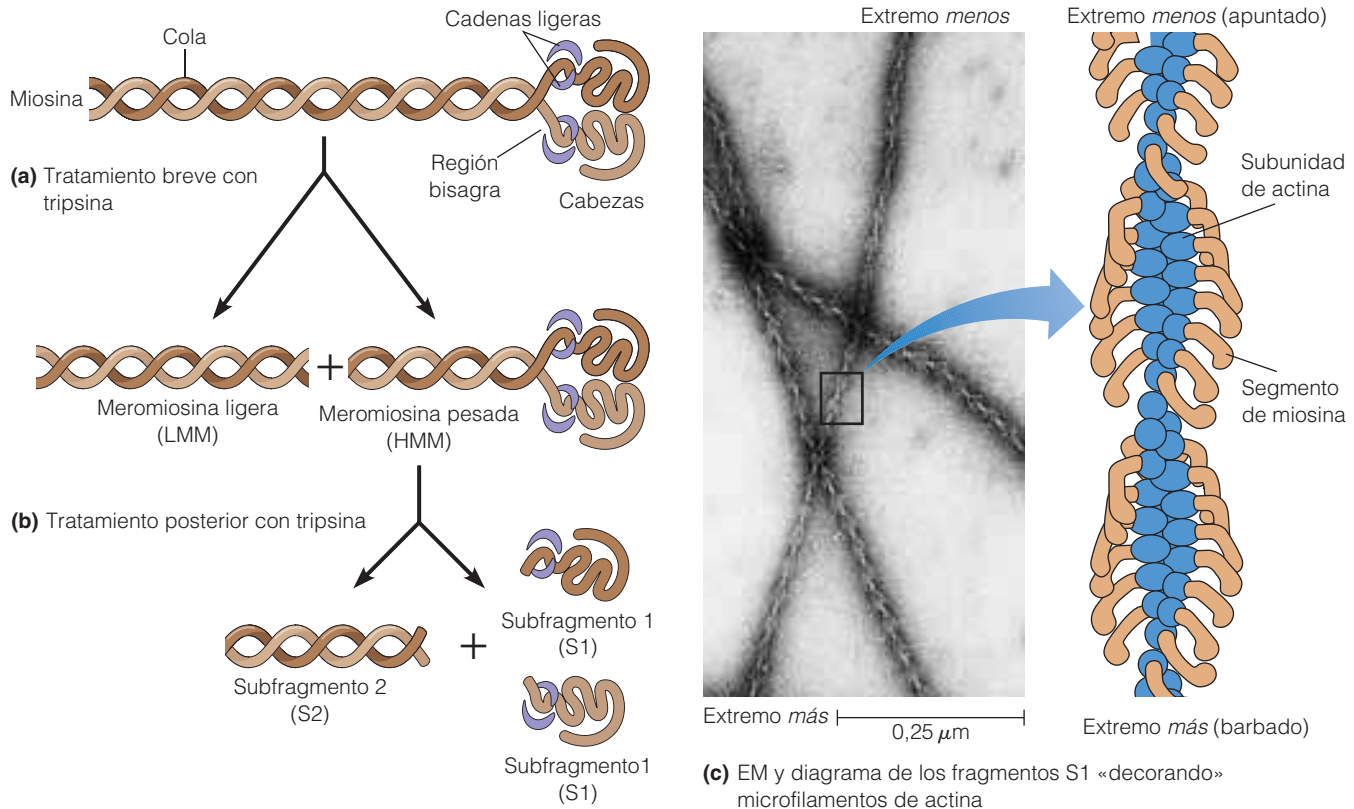 Cadenas ligeras
Cola
Miosina
Región
bisagra
Cabezas
(a) Tratamiento breve con
tripsina
+
Meromiosina ligera
(LMM)
Meromiosina pesada
(HMM)
(b) Tratamiento posterior con tripsina
+
Subfragmento 1
(S1)
Subfragmento 2
(S2)
Subfragmento1
(S1)
Extremo menos
Extremo más
0,25 μm
Extremo menos (apuntado)
Subunidad
de actina
Segmento
de miosina
Extremo más (barbado)
(c) EM y diagrama de los fragmentos S1 «decorando»
microfilamentos de actina